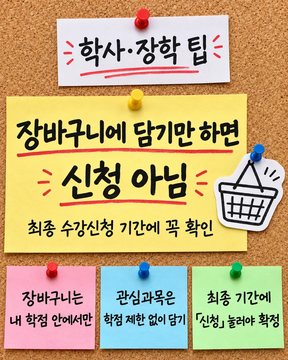 학사·장학 팁
장바구니에 담기만 하면
신청 아님
최종 수강신청 기간에 꼭 확인
장바구니는
내 학점 안에서만
관심과목은
학점 제한 없이 담기
최종 기간에
「신청」 눌러야 확정